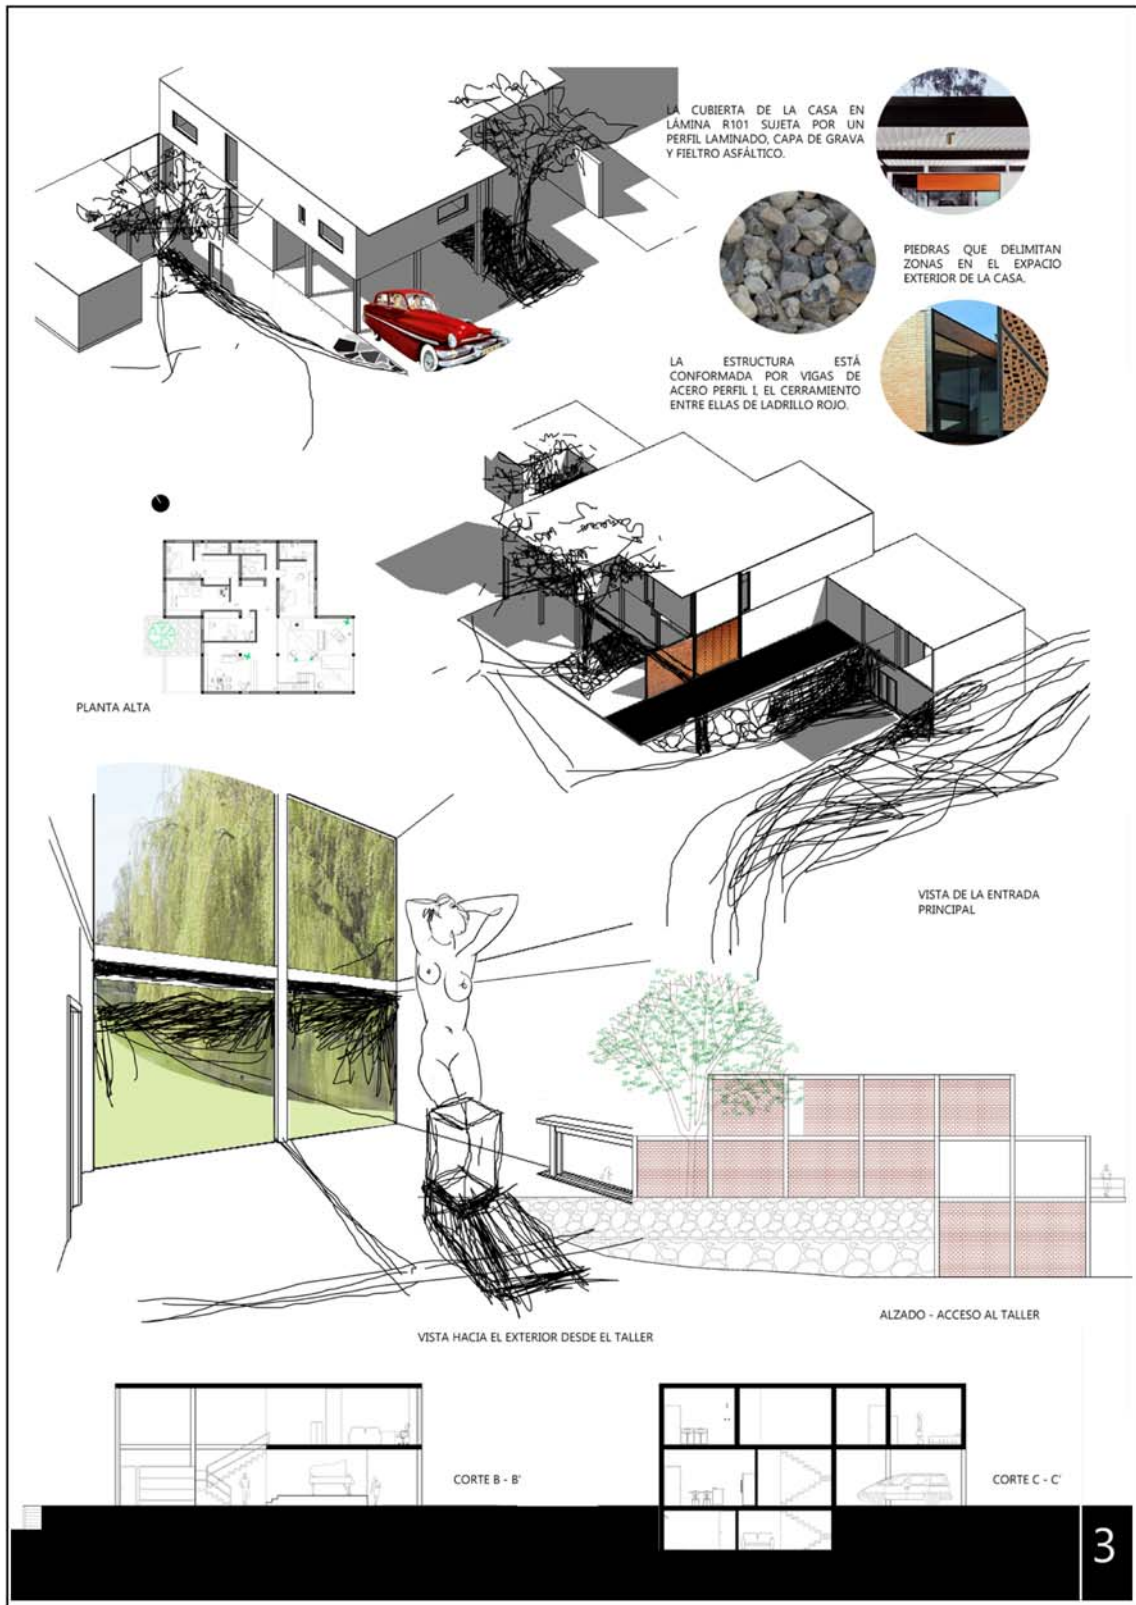 LA CUBIERTA DE LA CASA EN
LÁMINA R101 SUJETA POR UN
PERFIL LAMINADO, CAPA DE GRAVA
Y FIELTRO ASFÁLTICO.
PIEDRAS QUE DELIMITAN
ZONAS EN EL EXPACIO
EXTERIOR DE LA CASA.
LA ESTRUCTURA ESTÁ
CONFORMADA POR VIGAS DE
ACERO PERFIL I, EL CERRAMIENTO
ENTRE ELLAS DE LADRILLO ROJO.
PLANTA ALTA
VISTA DE LA ENTRADA
PRINCIPAL
ALZADO - ACCESO AL TALLER
VISTA HACIA EL EXTERIOR DESDE EL TALLER
CORTE B - B'
CORTE C - C'
3